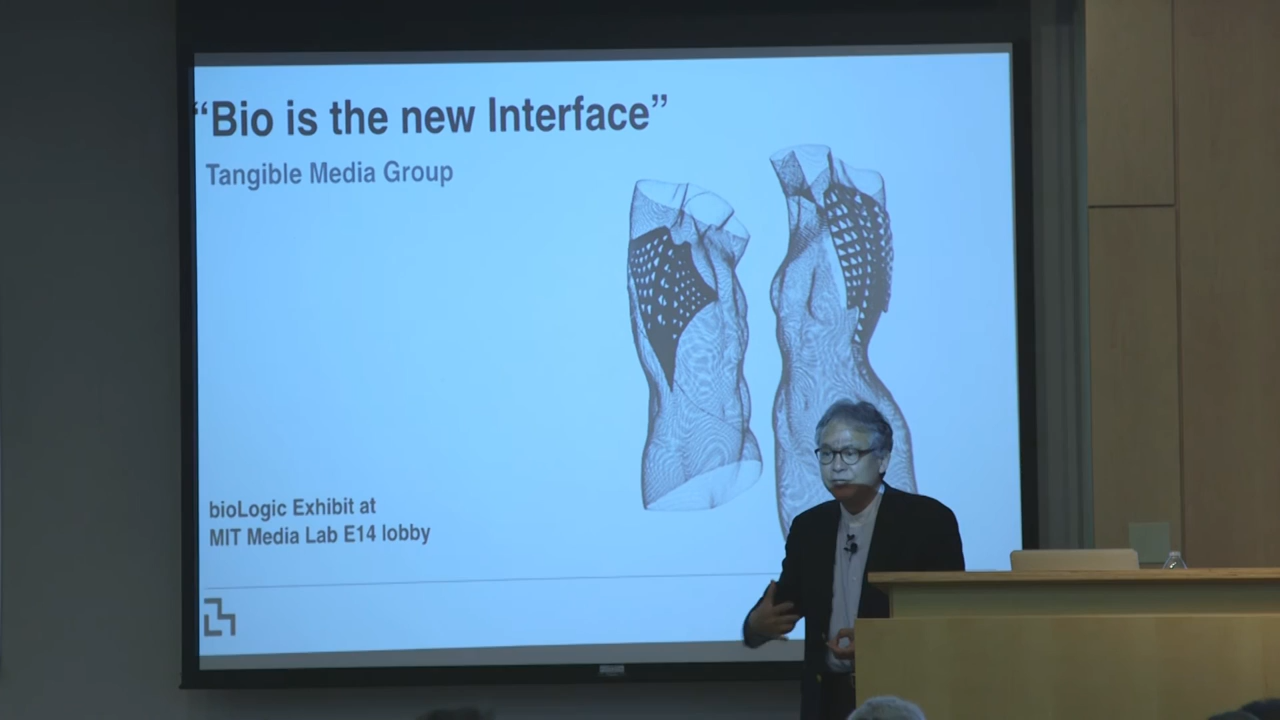 “Bio is the new Interface”
Tangible Media Group
bioLogic Exhibit at
MIT Media Lab E14 lobby